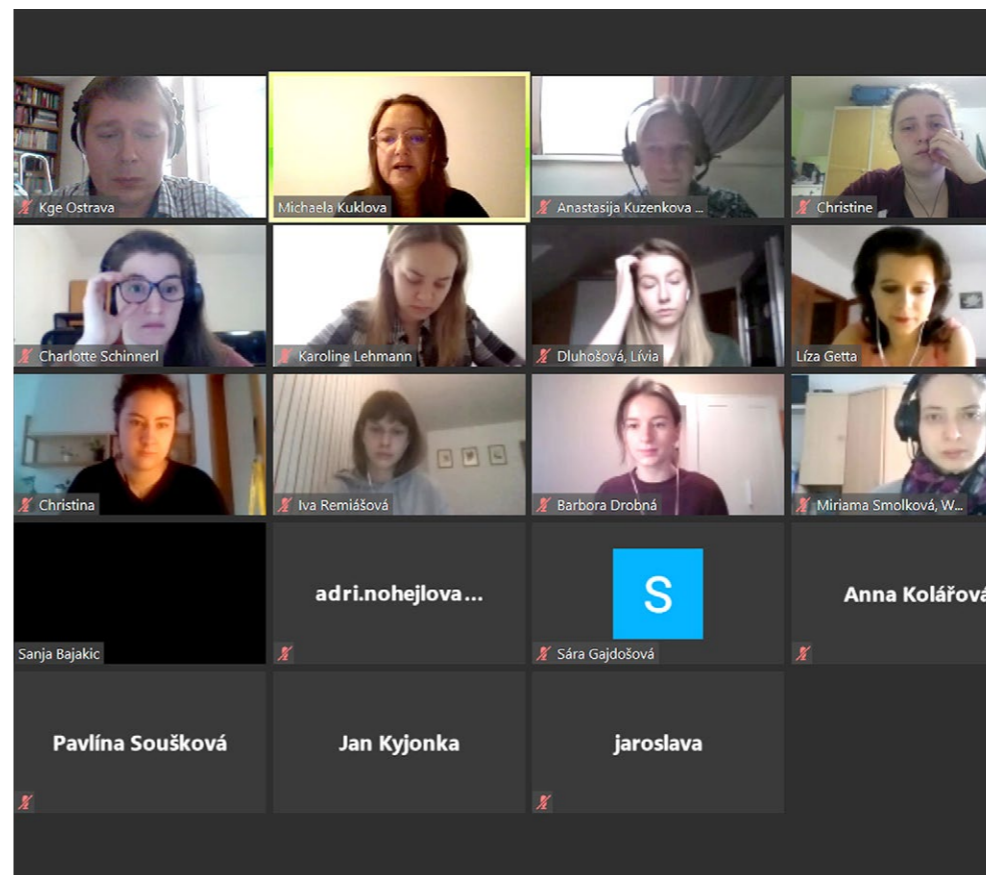 Kge Ostrava
Michaela Kuklova
Anastasija Kuzenkova ...
Christine
Charlotte Schinnerl
Karoline Lehmann
Dluhošová, Lívia
Líza Getta
Christina
Iva Remiášová
Barbora Drobná
Miriama Smolková, W...
Sanja Bajakic
adri.nohejlova...
S
Sára Gajdošová
Anna Kolářová
Pavlína Soušková
Jan Kyjonka
jaroslava